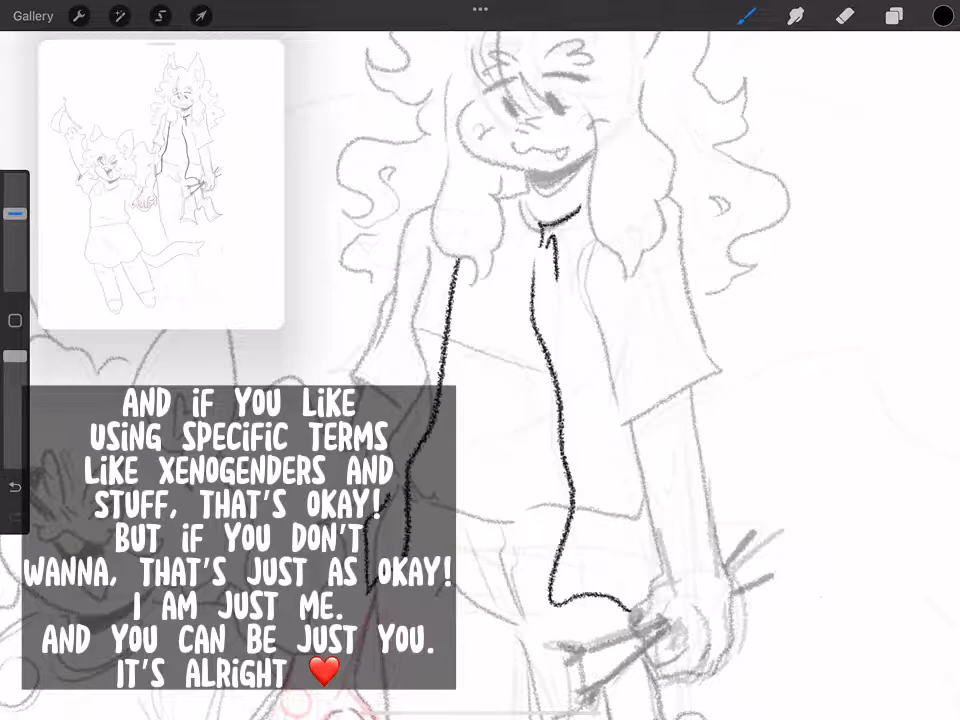 Gallery
AND iF YOU LiKE
USiNG SPECiFiC TERMS
LiKE XENOGENDERS AND
STUFF, THAT'S OKAY!
BUT iF YOU DON'T
WANNA, THAT'S JUST AS OKAY!
I AM JUST ME.
AND YOU CAN BE JUST YOU.
IT'S ALRiGHT ❤️